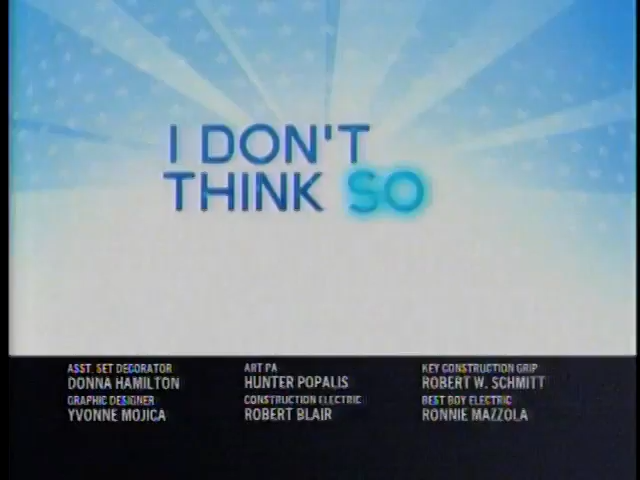 I DON'T
THINK SO
ASST. SET DECORATOR
DONNA HAMILTON
GRAPHIC DESIGNER
YVONNE MOJICA
ART PA
HUNTER POPALIS
CONSTRUCTION ELECTRIC
ROBERT BLAIR
KEY CONSTRUCTION GRIP
ROBERT W. SCHMITT
BEST BOY ELECTRIC
RONNIE MAZZOLA